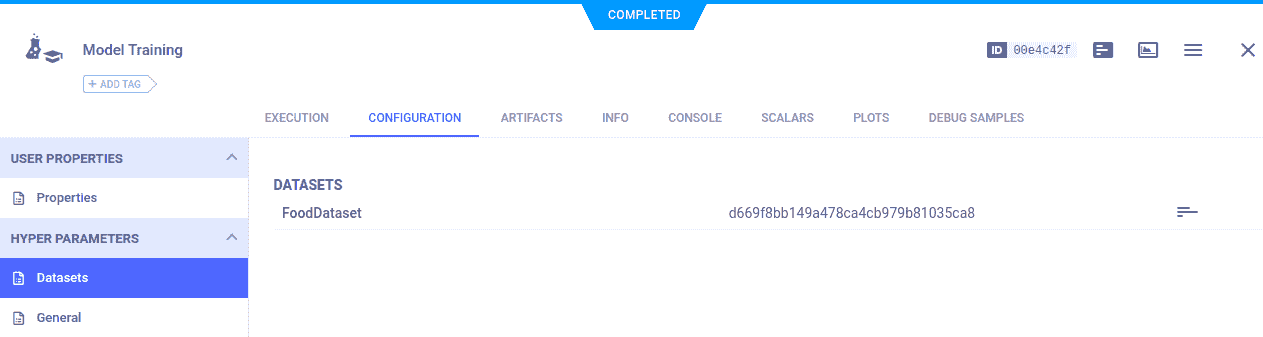 COMPLETED
Model Training
ID 00e4c42f
+ ADD TAG
EXECUTION CONFIGURATION ARTIFACTS INFO CONSOLE SCALARS PLOTS DEBUG SAMPLES
USER PROPERTIES
Properties
HYPER PARAMETERS
Datasets
General
DATASETS
FoodDataset d669f8bb149a478ca4cb979b81035ca8